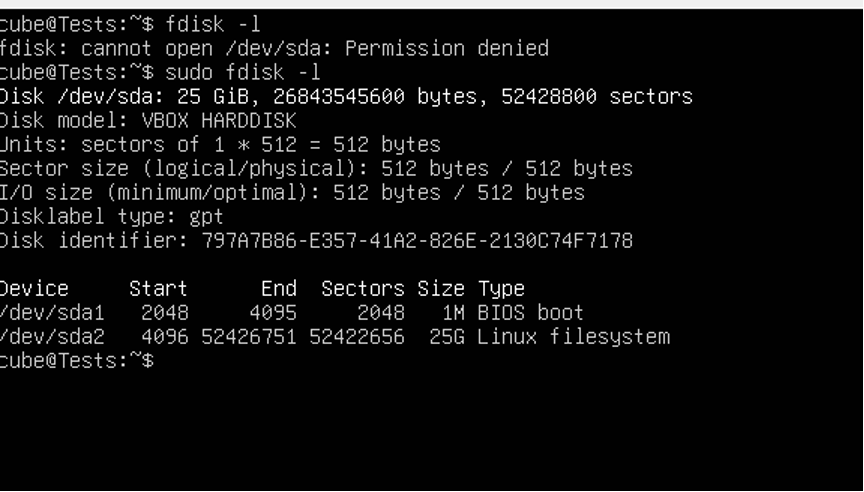 cube@Tests:~$ fdisk -l
fdisk: cannot open /dev/sda: Permission denied
cube@Tests:~$ sudo fdisk -l
Disk /dev/sda: 25 GiB, 26843545600 bytes, 52428800 sectors
Disk model: VBOX HARDDISK
Units: sectors of 1 * 512 = 512 bytes
Sector size (logical/physical): 512 bytes / 512 bytes
I/O size (minimum/optimal): 512 bytes / 512 bytes
Disklabel type: gpt
Disk identifier: 797A7B86-E357-41A2-826E-2130C74F7178
Device Start End Sectors Size Type
/dev/sda1 2048 4095 2048 1M BIOS boot
/dev/sda2 4096 52426751 52422656 25G Linux filesystem
cube@Tests:~$